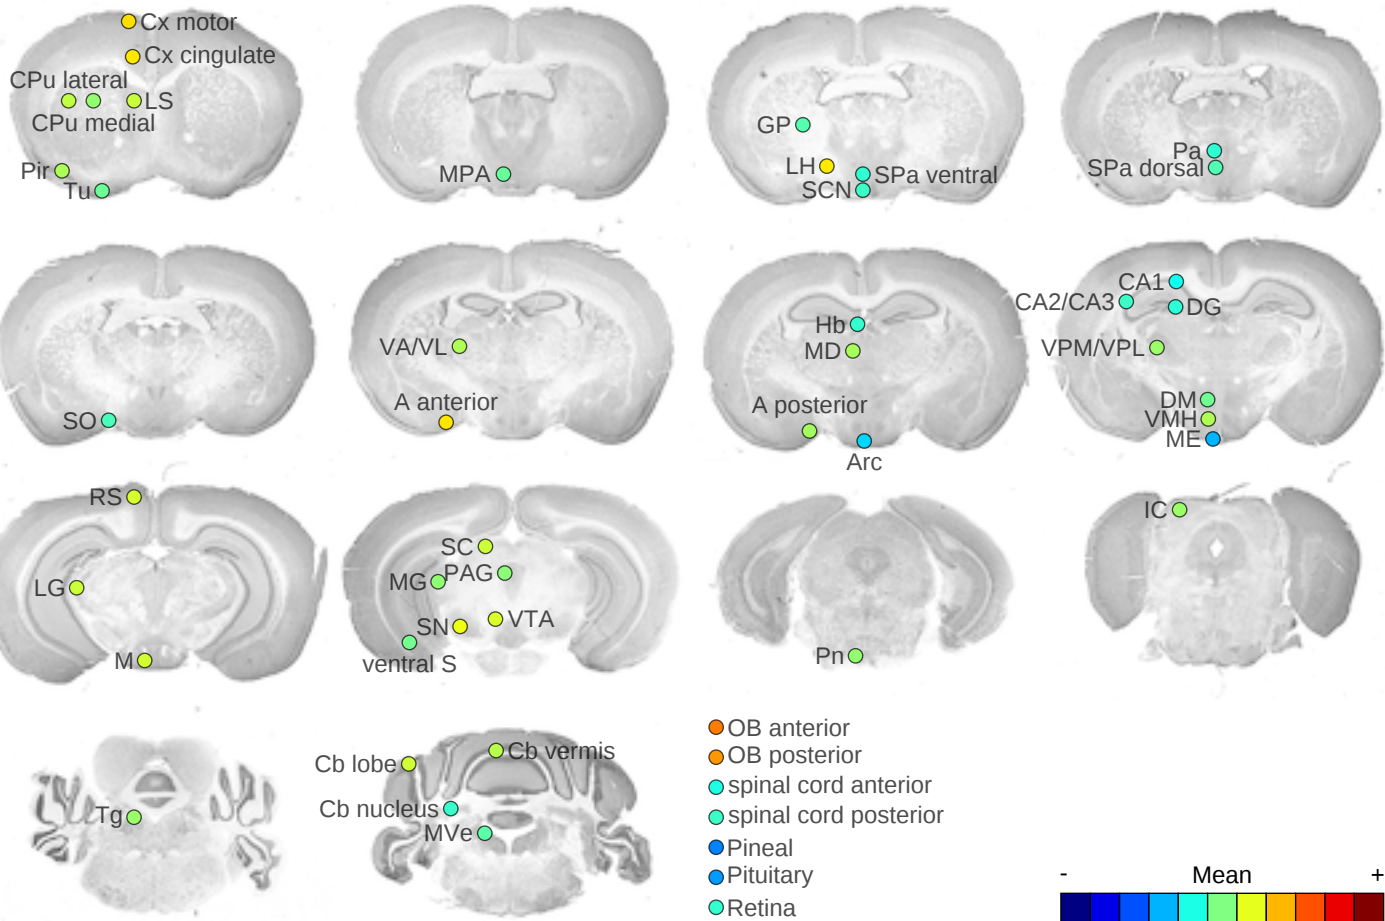 Cx motor
Cx cingulate
CPu lateral
LS
CPu medial
Pir
Tu
MPA
GP
LH
SPa ventral
SCN
Pa
SPa dorsal
SO
VA/VL
A anterior
Hb
MD
A posterior
Arc
CA1
CA2/CA3
DG
VPM/VPL
DM
VMH
ME
RS
LG
M
SC
MG
PAG
SN
VTA
ventral S
Pn
IC
Tg
Cb lobe
Cb vermis
Cb nucleus
MVe
OB anterior
OB posterior
spinal cord anterior
spinal cord posterior
Pineal
Pituitary
Retina
- Mean +